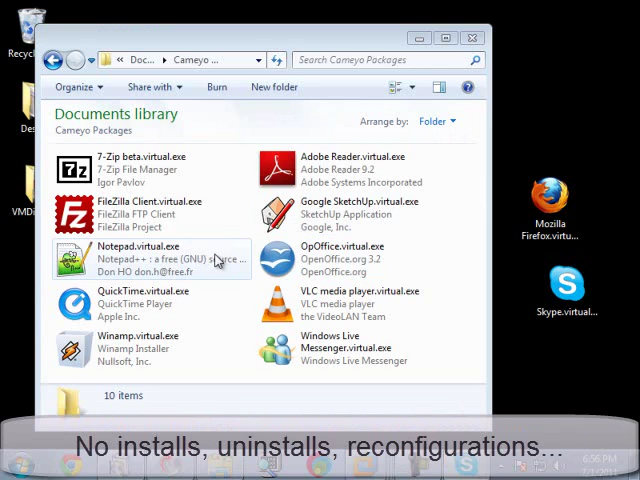 Recyc
Doc...
Cameyo ...
Search Cameyo Packages
Organize
Share with
Burn
New folder
Documents library
Cameyo Packages
Arrange by:
Folder
7-Zip beta.virtual.exe
7-Zip File Manager
Igor Pavlov
Adobe Reader.virtual.exe
Adobe Reader 9.2
Adobe Systems Incorporated
FileZilla Client.virtual.exe
FileZilla FTP Client
FileZilla Project
Google SketchUp.virtual.exe
SketchUp Application
Google, Inc.
Notepad.virtual.exe
Notepad++ : a free (GNU) source ...
Don HO don.h@free.fr
OpOffice.virtual.exe
OpenOffice.org 3.2
OpenOffice.org
QuickTime.virtual.exe
QuickTime Player
Apple Inc.
VLC media player.virtual.exe
VLC media player
the VideoLAN Team
Winamp.virtual.exe
Winamp Installer
Nullsoft, Inc.
Windows Live
Messenger.virtual.exe
Windows Live Messenger
10 items
Des
VMDi
Mozilla
Firefox.virtu...
Skype.virtual...
No installs, uninstalls, reconfigurations...
6:56 PM
7/1/2011